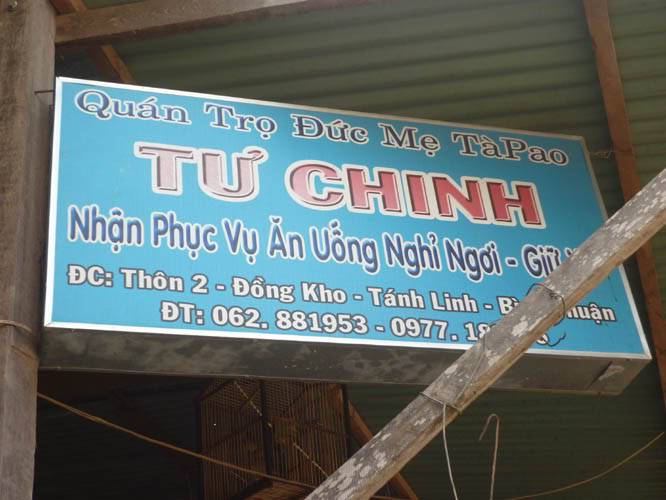 Quán Trọ Đức Mẹ TàPao
TƯ CHINH
Nhận Phục Vụ Ăn Uống Nghỉ Ngơi - Giữ
ĐC: Thôn 2 - Đồng Kho - Tánh Linh -
ĐT: 062. 881953 - 0977.